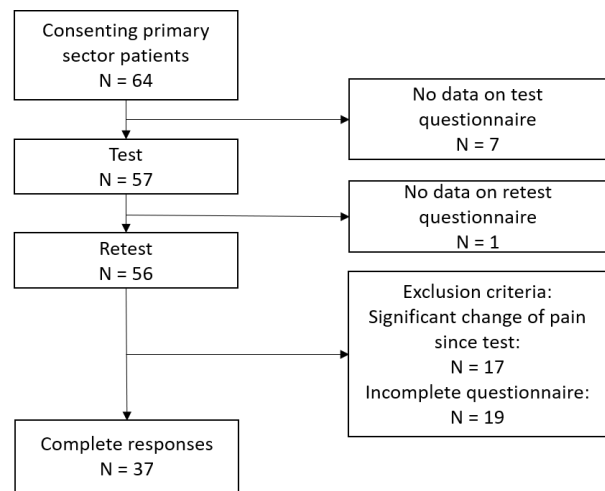 Consenting primary
sector patients
N = 64
No data on test
questionnaire
N = 7
Test
N = 57
No data on retest
questionnaire
N = 1
Retest
N = 56
Exclusion criteria:
Significant change of pain
since test:
N = 17
Incomplete questionnaire:
N = 19
Complete responses
N = 37